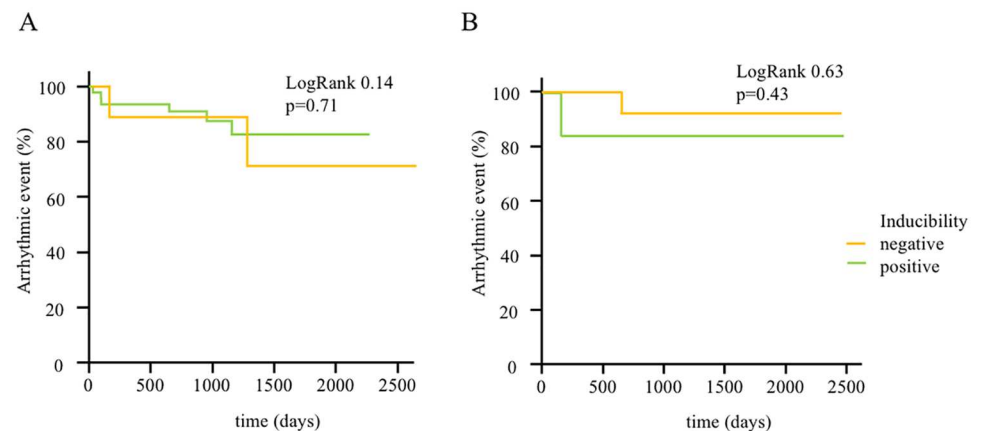 A
LogRank 0.14
p=0.71
Arrhythmic event (%)
100
80
60
40
20
0
0 500 1000 1500 2000 2500
time (days)
B
LogRank 0.63
p=0.43
Arrhythmic event (%)
100
80
60
40
20
0
0 500 1000 1500 2000 2500
time (days)
Inducibility
negative
positive